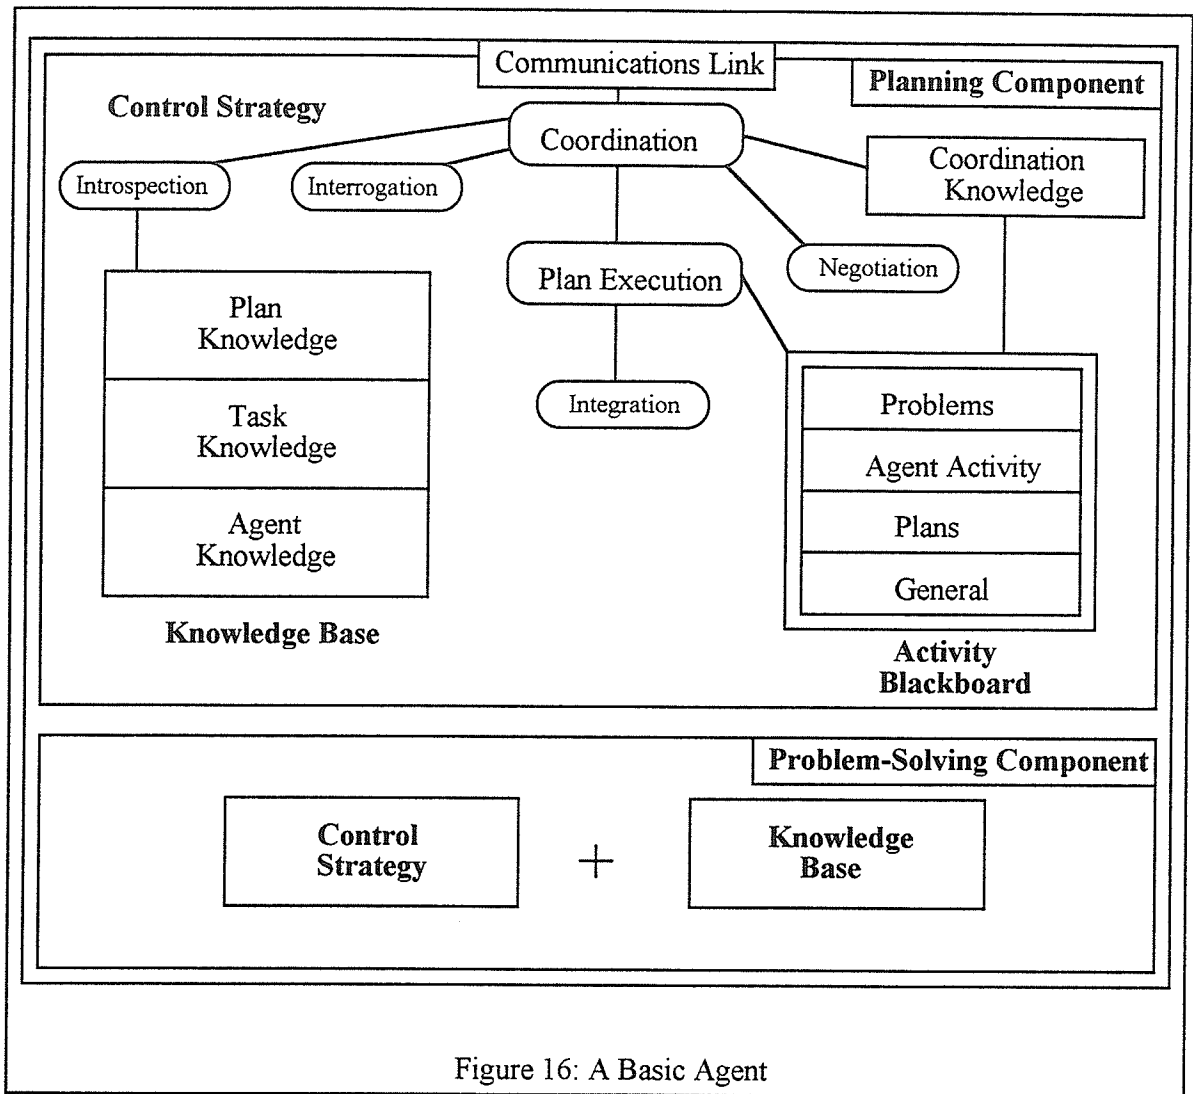 Communications Link
Planning Component
Control Strategy
Coordination
Coordination
Knowledge
Introspection
Interrogation
Plan Execution
Negotiation
Plan
Knowledge
Task
Knowledge
Agent
Knowledge
Knowledge Base
Integration
Problems
Agent Activity
Plans
General
Activity
Blackboard
Problem-Solving Component
Control
Strategy
+
Knowledge
Base
Figure 16: A Basic Agent